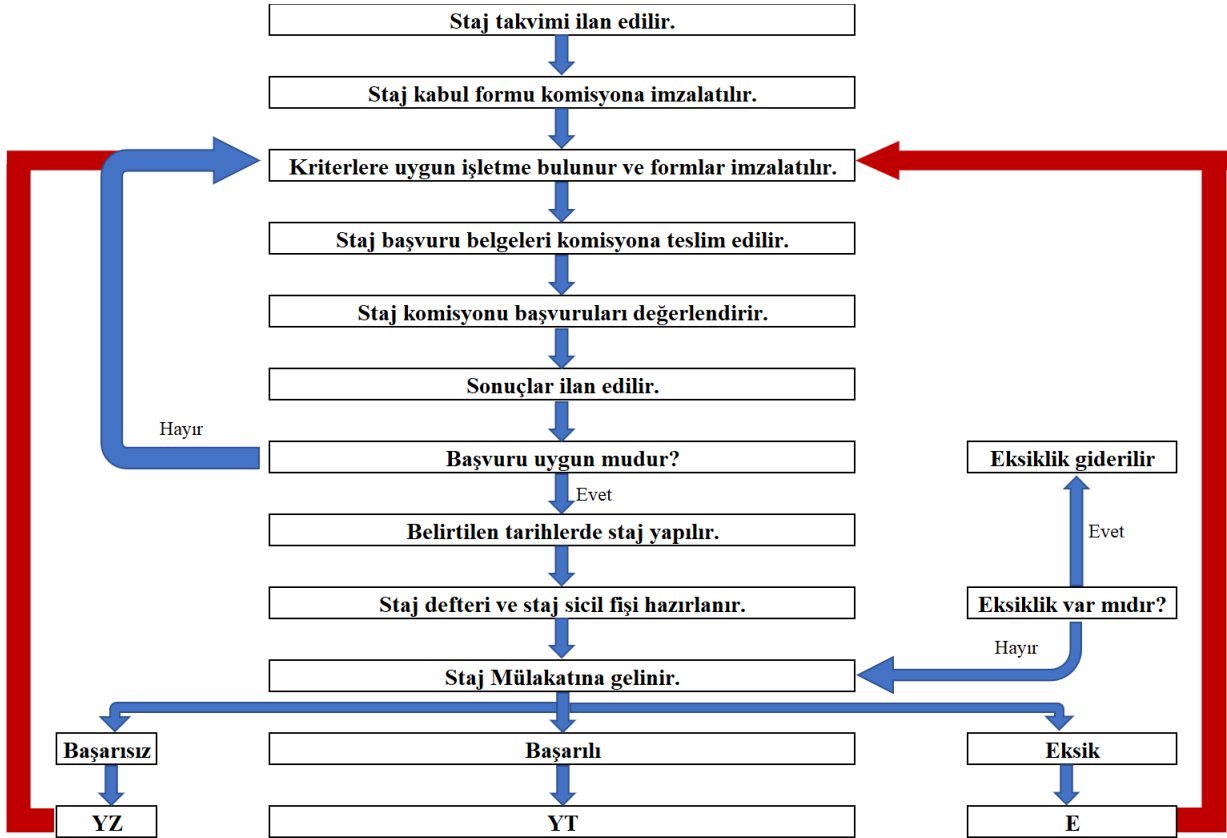 Staj takvimi ilan edilir.
Staj kabul formu komisyona imzalatılır.
Kriterlere uygun işletme bulunur ve formlar imzalatılır.
Staj başvuru belgeleri komisyona teslim edilir.
Staj komisyonu başvuruları değerlendirir.
Sonuçlar ilan edilir.
Hayır
Başvuru uygun mudur?
Eksiklik giderilir
Evet
Belirtilen tarihlerde staj yapılır.
Evet
Staj defteri ve staj sicil fişi hazırlanır.
Eksiklik var mıdır?
Hayır
Staj Mülakatına gelinir.
Başarısız
Başarılı
Eksik
YZ
YT
E